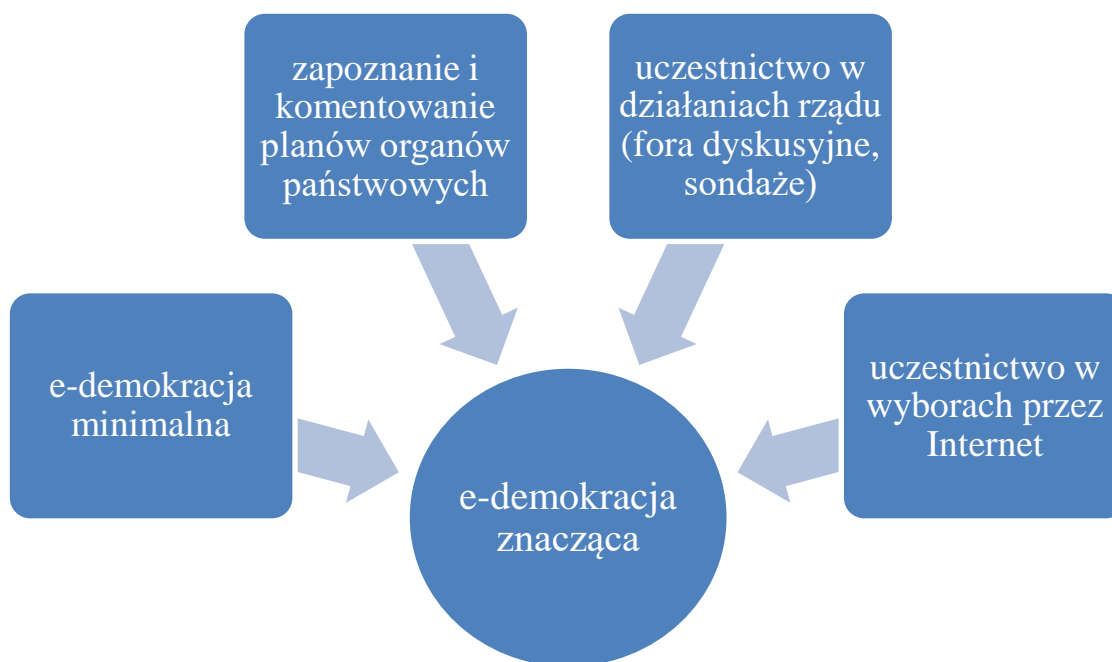 zapoznanie i
komentowanie
planów organów
państwowych
uczestnictwo w
działaniach rządu
(fora dyskusyjne,
sondaże)
e-demokracja
minimalna
uczestnictwo w
wyborach przez
Internet
e-demokracja
znacząca